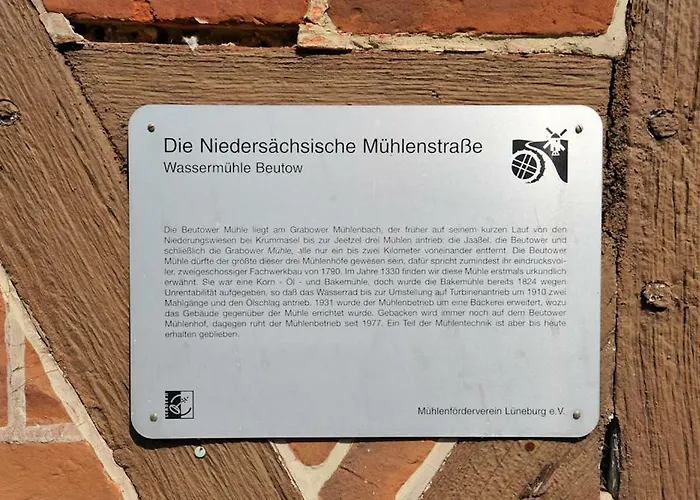 Die Niedersächsische Mühlenstraße
Wassermühle Beutow
Die Beutower Mühle liegt am Grabower Mühlenbach, der früher auf seinem kurzen Lauf von den
Niederungswiesen bei Krummasel bis zur Jeetzel drei Mühlen antrieb: die Jaaßel, die Beutower und
schließlich die Grabower Mühle, alle nur ein bis zwei Kilometer voneinander entfernt. Die Beutower
Mühle dürfte der größte dieser drei Mühlenhöfe gewesen sein, dafür spricht zumindest ihr eindrucksvol-
ler, zweigeschossiger Fachwerkbau von 1790. Im Jahre 1330 finden wir diese Mühle erstmals urkundlich
erwähnt. Sie war eine Korn - Öl - und Bakemühle, doch wurde die Bakemühle bereits 1824 wegen
Unrentabilität aufgegeben, so daß das Wasserrad bis zur Umstellung auf Turbinenantrieb um 1910 zwei
Mahlgänge und den Ölschlag antrieb. 1931 wurde der Mühlenbetrieb um eine Bäckerei erweitert, wozu
das Gebäude gegenüber der Mühle errichtet wurde. Gebacken wird immer noch auf dem Beutower
Mühlenhof, dagegen ruht der Mühlenbetrieb seit 1977. Ein Teil der Mühlentechnik ist aber bis heute
erhalten geblieben.
Mühlenförderverein Lüneburg e.V.